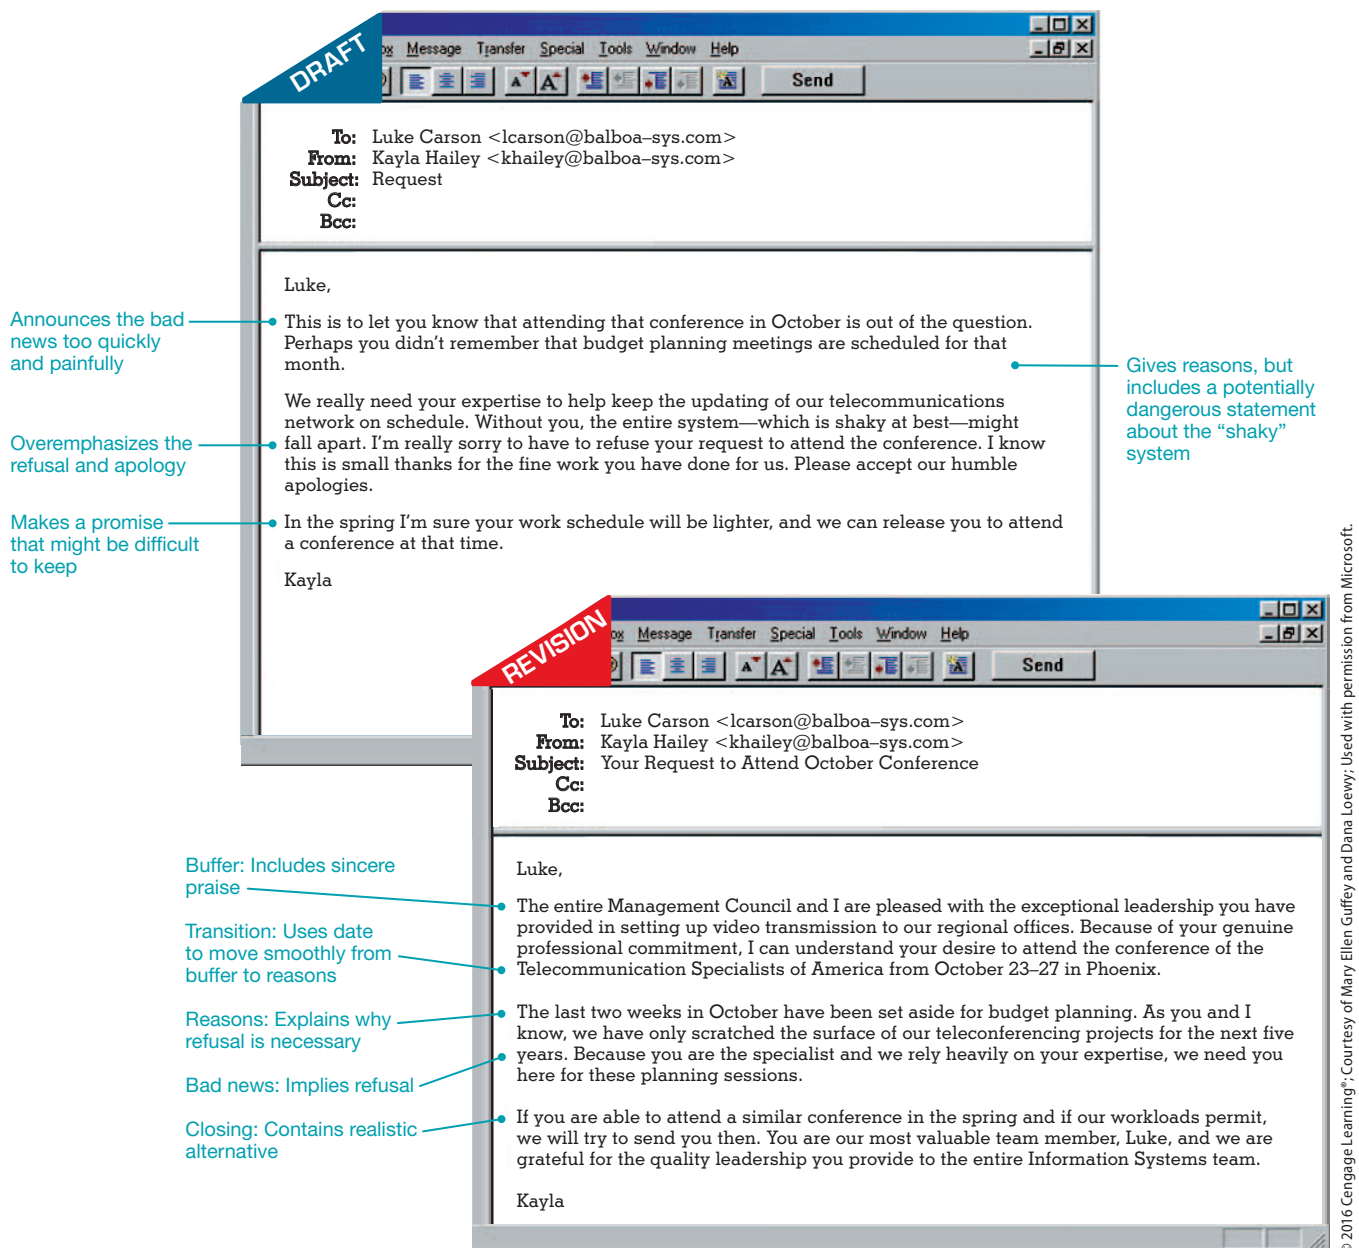 DRAFT
Message Transfer Special Tools Window Help
Send
To: Luke Carson <lcarson@balboa–sys.com>
From: Kayla Hailey <khailey@balboa–sys.com>
Subject: Request
Cc:
Bcc:
Luke,
This is to let you know that attending that conference in October is out of the question.
Perhaps you didn't remember that budget planning meetings are scheduled for that
month.
We really need your expertise to help keep the updating of our telecommunications
network on schedule. Without you, the entire system—which is shaky at best—might
fall apart. I'm really sorry to have to refuse your request to attend the conference. I know
this is small thanks for the fine work you have done for us. Please accept our humble
apologies.
In the spring I'm sure your work schedule will be lighter, and we can release you to attend
a conference at that time.
Kayla
Announces the bad
news too quickly
and painfully
Overemphasizes the
refusal and apology
Makes a promise
that might be difficult
to keep
Gives reasons, but
includes a potentially
dangerous statement
about the “shaky”
system
REVISION
Message Transfer Special Tools Window Help
Send
To: Luke Carson <lcarson@balboa–sys.com>
From: Kayla Hailey <khailey@balboa–sys.com>
Subject: Your Request to Attend October Conference
Cc:
Bcc:
Luke,
The entire Management Council and I are pleased with the exceptional leadership you have
provided in setting up video transmission to our regional offices. Because of your genuine
professional commitment, I can understand your desire to attend the conference of the
Telecommunication Specialists of America from October 23–27 in Phoenix.
The last two weeks in October have been set aside for budget planning. As you and I
know, we have only scratched the surface of our teleconferencing projects for the next five
years. Because you are the specialist and we rely heavily on your expertise, we need you
here for these planning sessions.
If you are able to attend a similar conference in the spring and if our workloads permit,
we will try to send you then. You are our most valuable team member, Luke, and we are
grateful for the quality leadership you provide to the entire Information Systems team.
Kayla
Buffer: Includes sincere
praise
Transition: Uses date
to move smoothly from
buffer to reasons
Reasons: Explains why
refusal is necessary
Bad news: Implies refusal
Closing: Contains realistic
alternative
© 2016 Cengage Learning®; Courtesy of Mary Ellen Guffey and Dana Loewy; Used with permission from Microsoft.